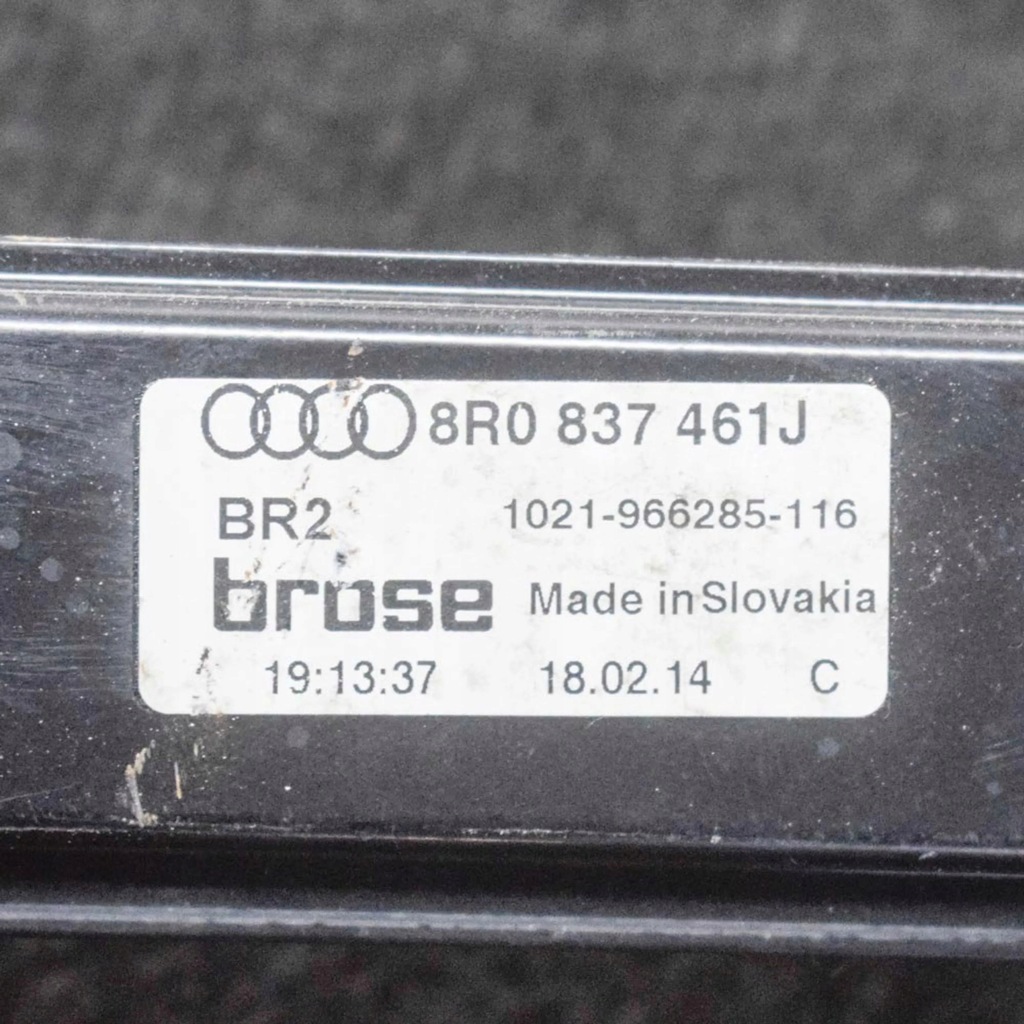 8R0 837 461J
BR2 1021-966285-116
brose Made in Slovakia
19:13:37 18.02.14 C